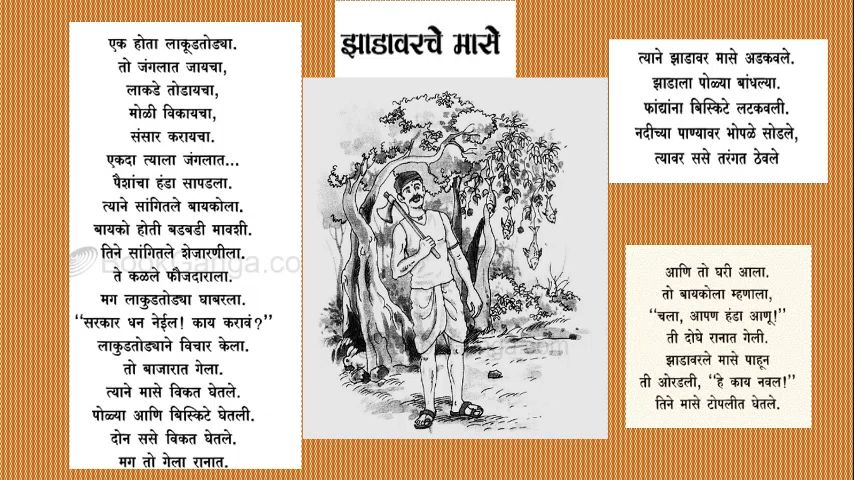 झाडावरचे मासे
एक होता लाकूडतोड्या.
तो जंगलात जायचा,
लाकडे तोडायचा,
मोळी विकायचा,
संसार करायचा.
एकदा त्याला जंगलात...
पैशांचा हंडा सापडला.
त्याने सांगितले बायकोला.
बायको होती बडबडी मावशी.
तिने सांगितले शेजारणीला.
ते कळले फौजदाराला.
मग लाकुडतोड्या घाबरला.
“सरकार धन नेईल! काय करावं?”
लाकुडतोड्याने विचार केला.
तो बाजारात गेला.
त्याने मासे विकत घेतले.
पोळ्या आणि बिस्किटे घेतली.
दोन ससे विकत घेतले.
मग तो गेला रानात.
त्याने झाडावर मासे अडकवले.
झाडाला पोळ्या बांधल्या.
फांद्यांना बिस्किटे लटकवली.
नदीच्या पाण्यावर भोपळे सोडले,
त्यावर ससे तरंगत ठेवले
आणि तो घरी आला.
तो बायकोला म्हणाला,
“चला, आपण हंडा आणू!”
ती दोघे रानात गेली.
झाडावरले मासे पाहून
ती ओरडली, “हे काय नवल!”
तिने मासे टोपलीत घेतले.
BookGanga.co